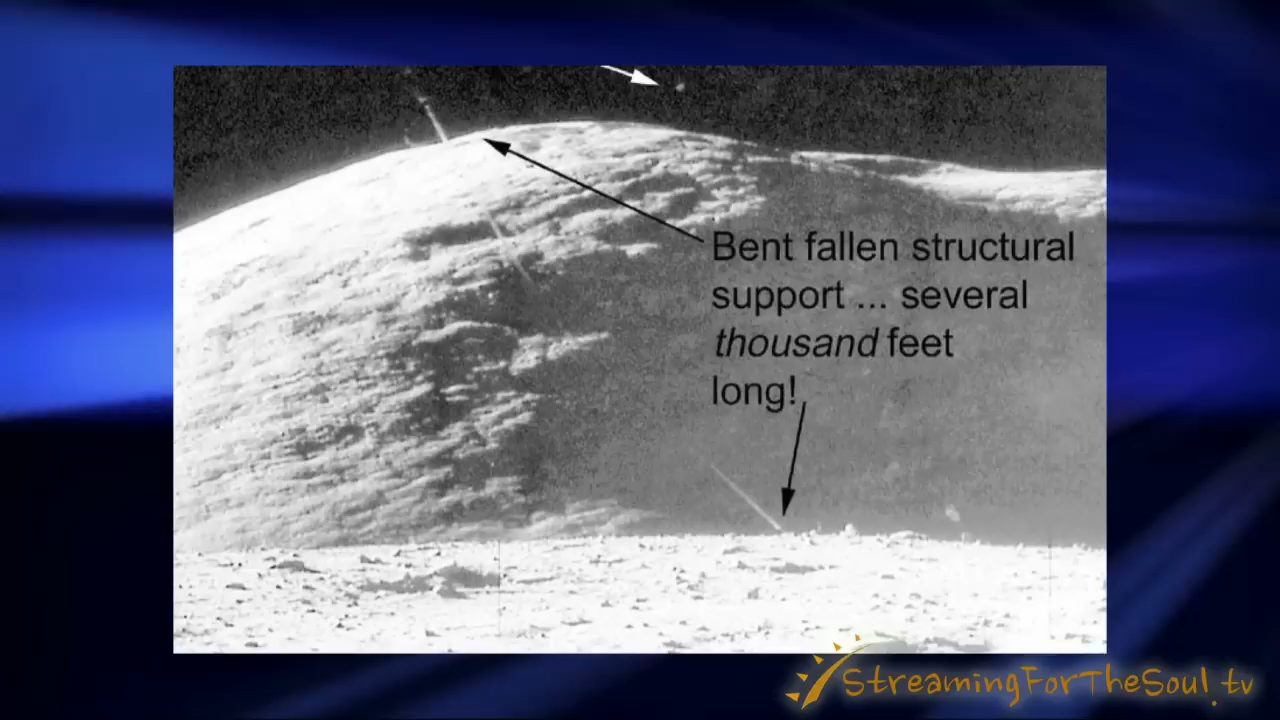 Bent fallen structural
support ... several
thousand feet
long!
StreamingForTheSoul.tv